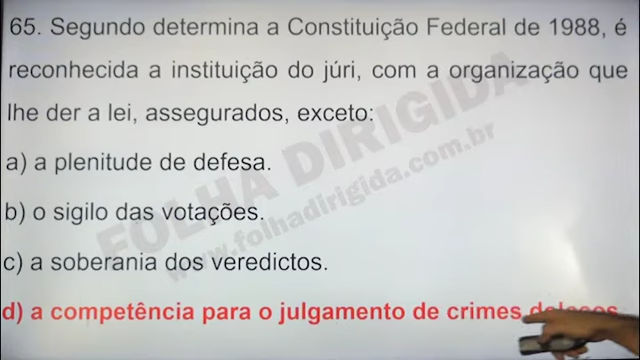 65. Segundo determina a Constituição Federal de 1988, é
reconhecida a instituição do júri, com a organização que
lhe der a lei, assegurados, exceto:
a) a plenitude de defesa.
b) o sigilo das votações.
c) a soberania dos veredictos.
d) a competência para o julgamento de crimes
FOLHA DIRIGIDA
www.folhadirigida.com.br